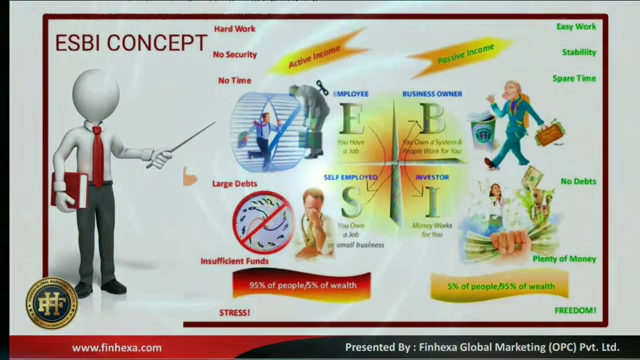 ESBI CONCEPT
Hard Work
No Security
No Time
Active Income
Passive Income
Easy Work
Stability
Spare Time
EMPLOYEE
E
You Have
a Job
BUSINESS OWNER
B
You Own a System &
People Work for You
SELF EMPLOYED
S
You Own
a Job
or small business
INVESTOR
I
Money Works
for You
Large Debts
Insufficient Funds
No Debts
Plenty of Money
95% of people/5% of wealth
5% of people/95% of wealth
STRESS!
FREEDOM!
www.finhexa.com
Presented By : Finhexa Global Marketing (OPC) Pvt. Ltd.